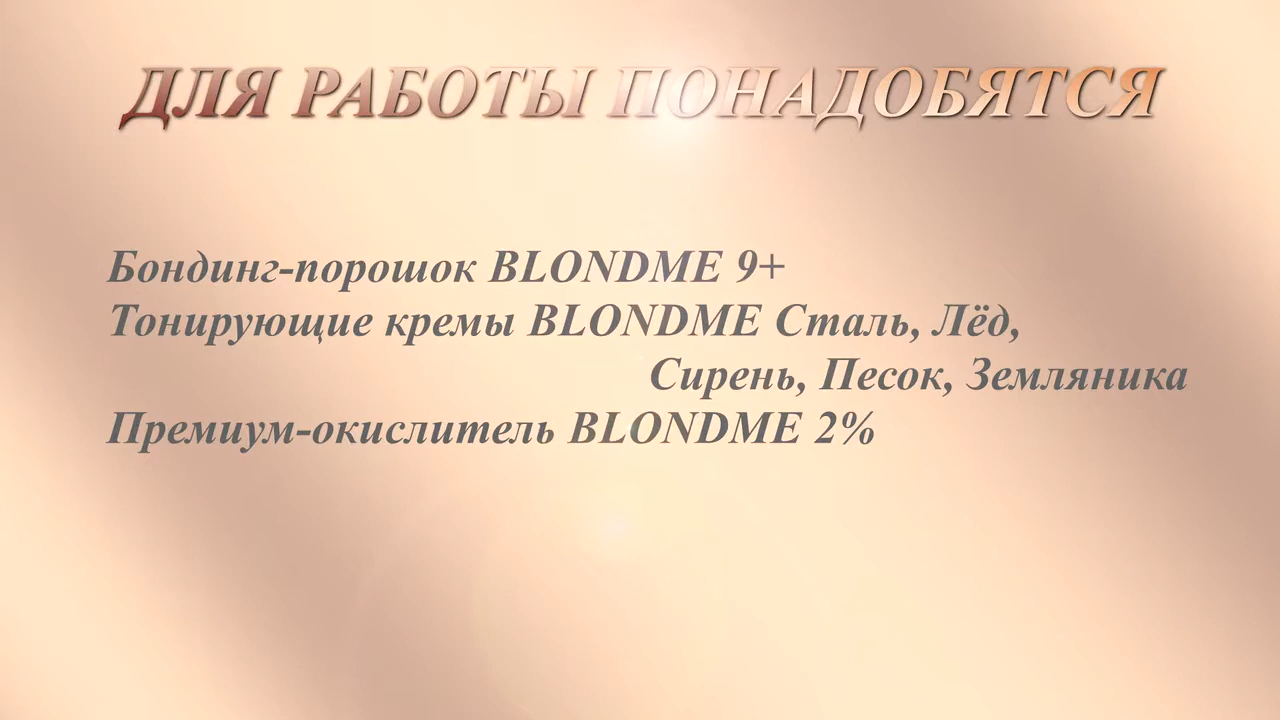 ДЛЯ РАБОТЫ ПОНАДОБЯТСЯ
Бондинг-порошок BLONDME 9+
Тонирующие кремы BLONDME Сталь, Лёд,
Сирень, Песок, Земляника
Премиум-окислитель BLONDME 2%